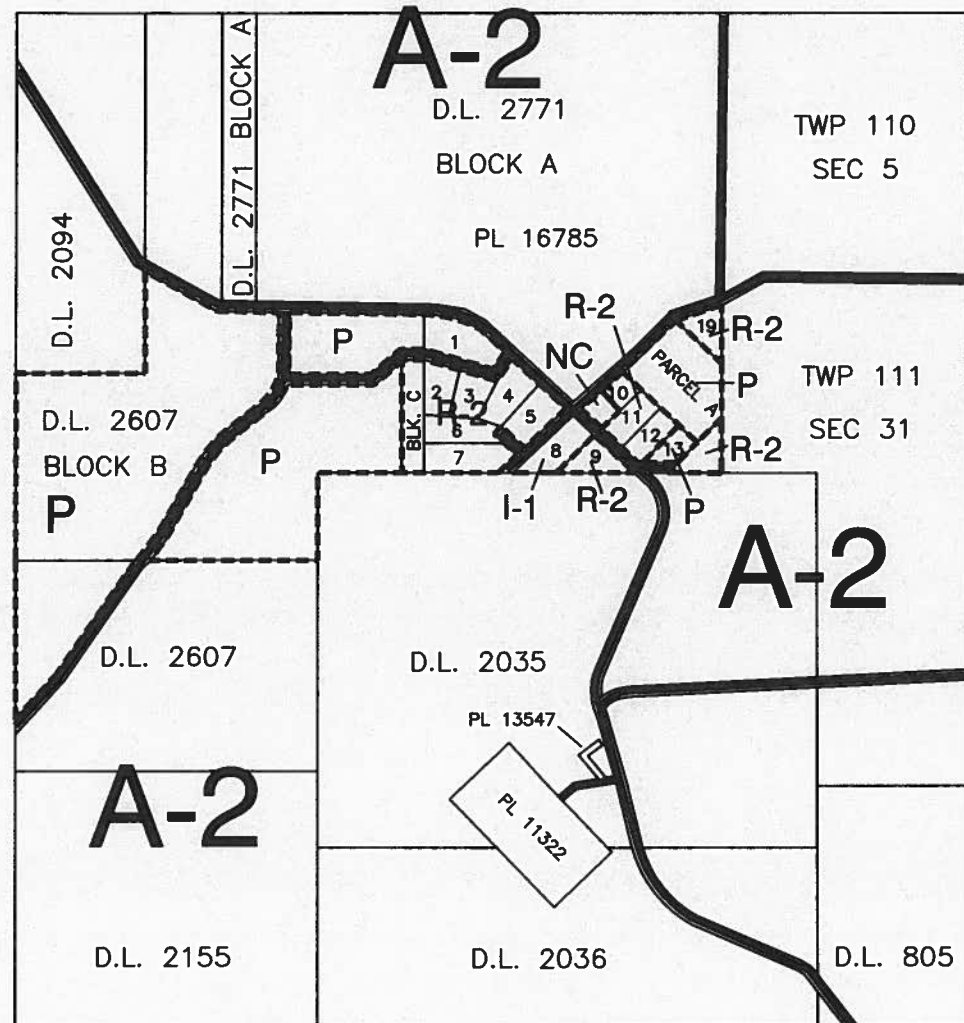 A-2
D.L. 2771
BLOCK A
PL 16785
D.L. 2771 BLOCK A
TWP 110
SEC 5
D.L. 2094
P
1
R-2
19
R-2
NC
PARCEL A
P
10
11
12
13
TWP 111
SEC 31
D.L. 2607
BLOCK B
P
P
BLK. C
2
3
4
5
R-2
6
7
8
9
I-1
R-2
P
R-2
A-2
D.L. 2607
D.L. 2035
PL 13547
PL 11322
A-2
D.L. 2155
D.L. 2036
D.L. 805